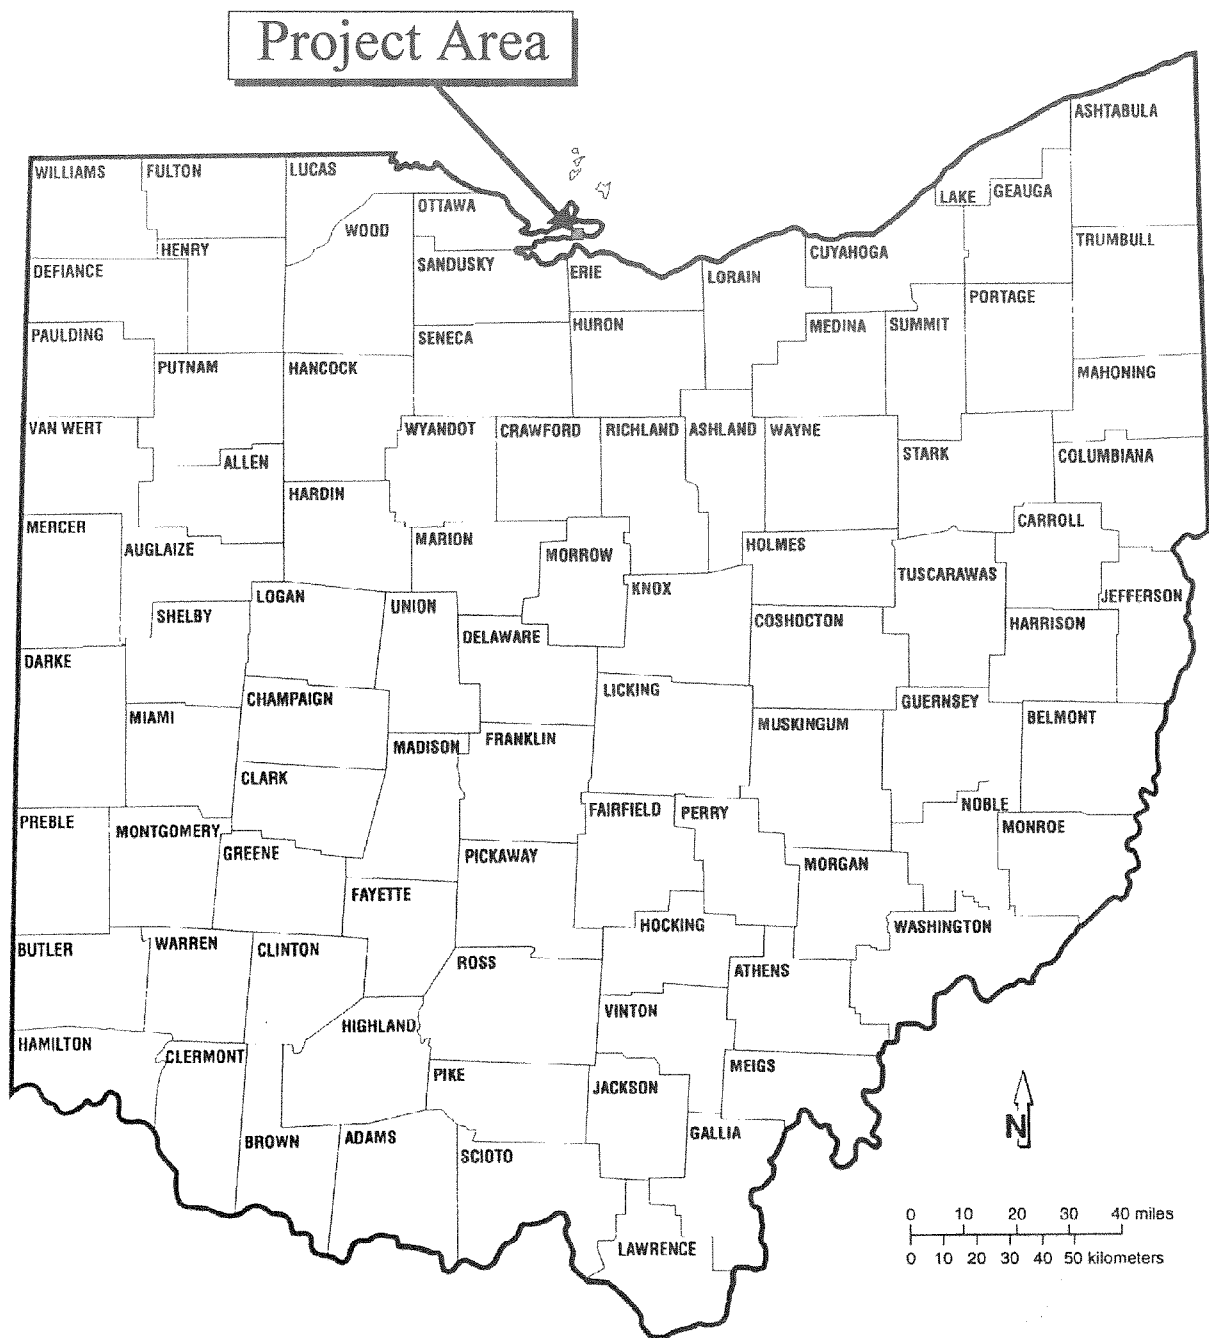 Project Area
ASHTABULA
WILLIAMS FULTON LUCAS
LAKE GEAUGA
OTTAWA
WOOD
HENRY TRUMBULL
CUYAHOGA
DEFIANCE SANDUSKY ERIE LORAIN
PORTAGE
PAULDING SENECA HURON MEDINA SUMMIT
PUTNAM HANCOCK MAHONING
VAN WERT WYANDOT CRAWFORD RICHLAND ASHLAND WAYNE
STARK COLUMBIANA
ALLEN
HARDIN
CARROLL
MERCER AUGLAIZE MARION MORROW HOLMES
TUSCARAWAS
LOGAN UNION KNOX JEFFERSON
SHELBY COSHOCTON HARRISON
DELAWARE
DARKE
CHAMPAIGN LICKING GUERNSEY
MIAMI MUSKINGUM BELMONT
MADISON FRANKLIN
CLARK
FAIRFIELD PERRY NOBLE
PREBLE MONTGOMERY MONROE
GREENE PICKAWAY MORGAN
FAYETTE
HOCKING WASHINGTON
BUTLER WARREN CLINTON
ROSS ATHENS
VINTON
HIGHLAND
HAMILTON CLERMONT
PIKE JACKSON MEIGS
BROWN ADAMS GALLIA
SCIOTO
N
LAWRENCE
0 10 20 30 40 miles
0 10 20 30 40 50 kilometers